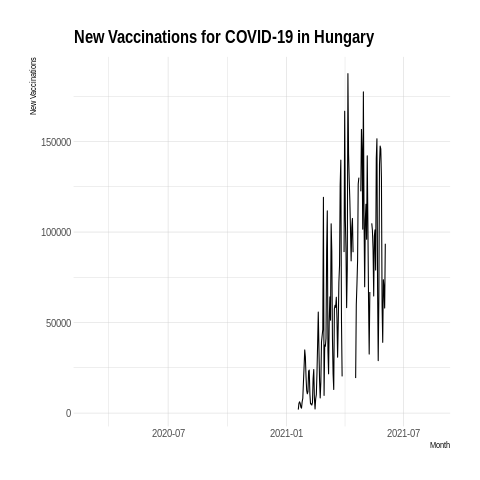 New Vaccinations for COVID-19 in Hungary
New Vaccinations
150000
100000
50000
0
2020-07 2021-01 2021-07
Month